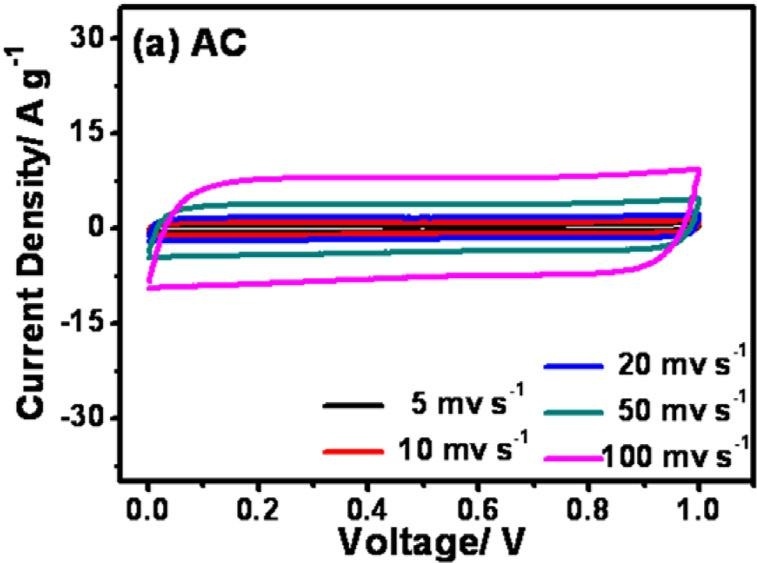 (a) AC
Current Density/ A g⁻¹
30
15
0
-15
-30
5 mv s⁻¹
10 mv s⁻¹
20 mv s⁻¹
50 mv s⁻¹
100 mv s⁻¹
0.0 0.2 0.4 0.6 0.8 1.0
Voltage/ V